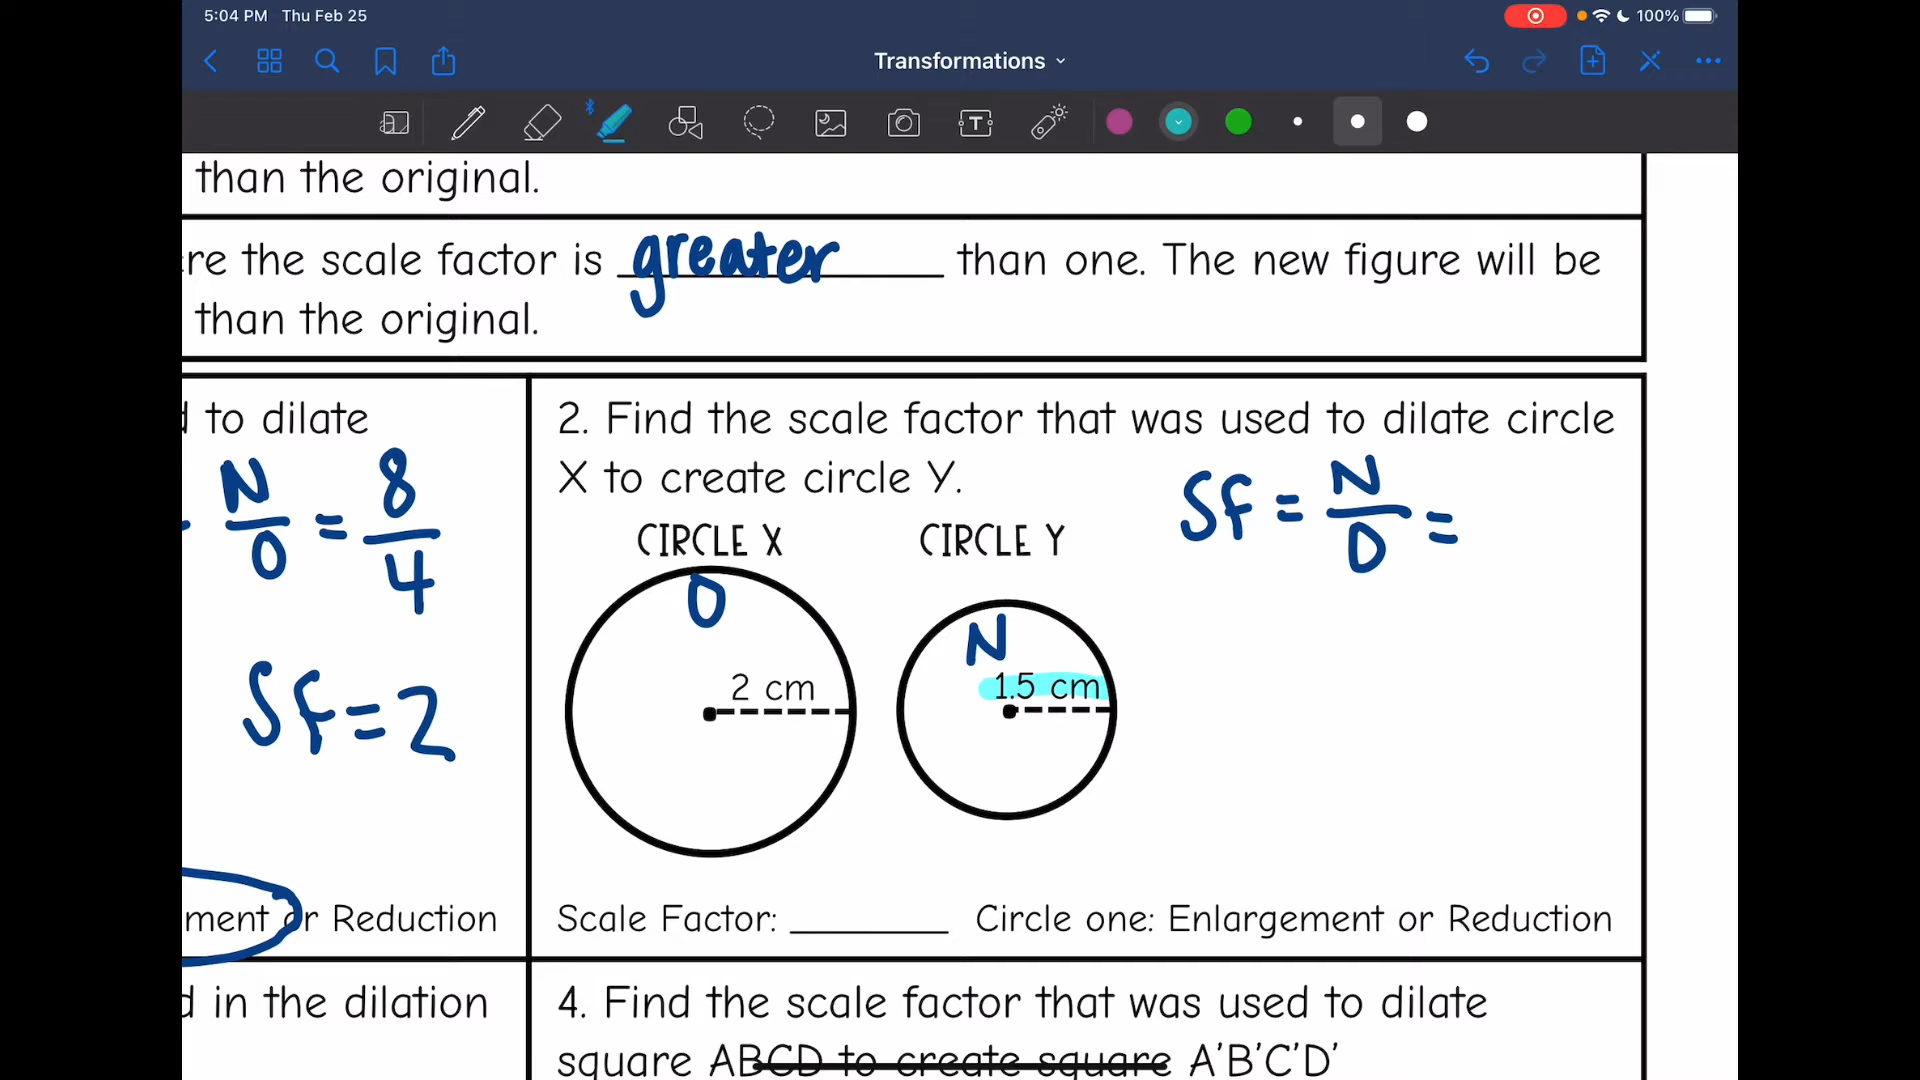 5:04 PM Thu Feb 25
100%
Transformations
T
than the original.
re the scale factor is greater than one. The new figure will be
than the original.
d to dilate
N/O = 8/4
SF = 2
ment or Reduction
2. Find the scale factor that was used to dilate circle
X to create circle Y.
SF = N/O =
CIRCLE X CIRCLE Y
O
N
2 cm
1.5 cm
Scale Factor: ________ Circle one: Enlargement or Reduction
d in the dilation
4. Find the scale factor that was used to dilate
square ABCD to create square A'B'C'D'